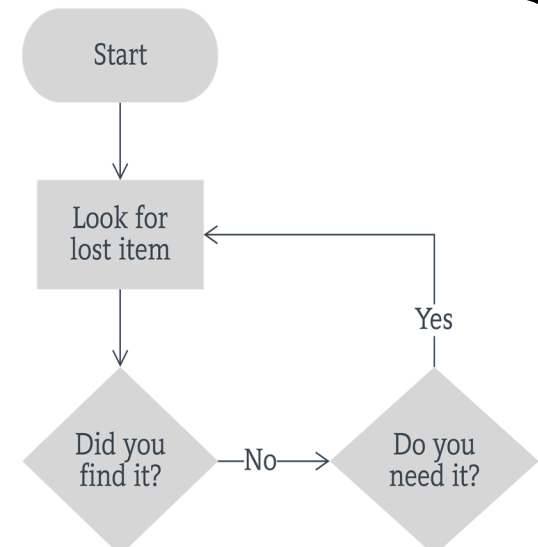 Start
Look for
lost item
Yes
Did you
find it?
No
Do you
need it?